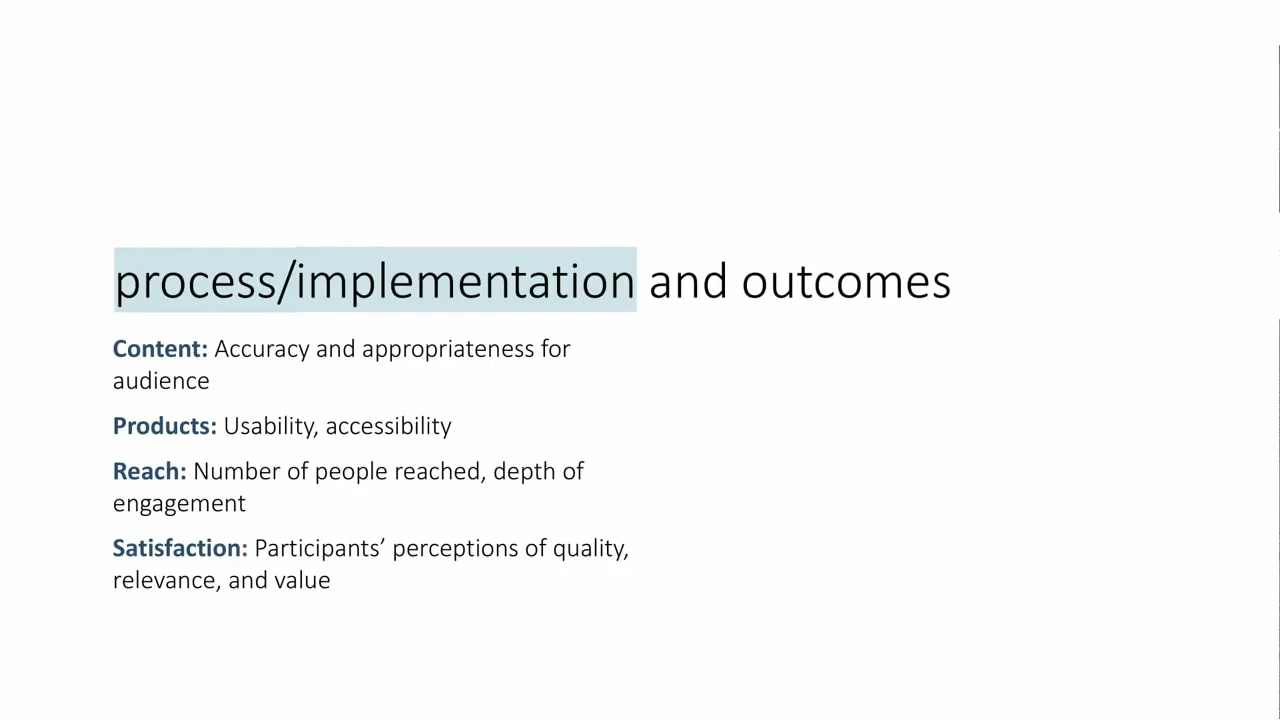 process/implementation and outcomes
Content: Accuracy and appropriateness for
audience
Products: Usability, accessibility
Reach: Number of people reached, depth of
engagement
Satisfaction: Participants’ perceptions of quality,
relevance, and value